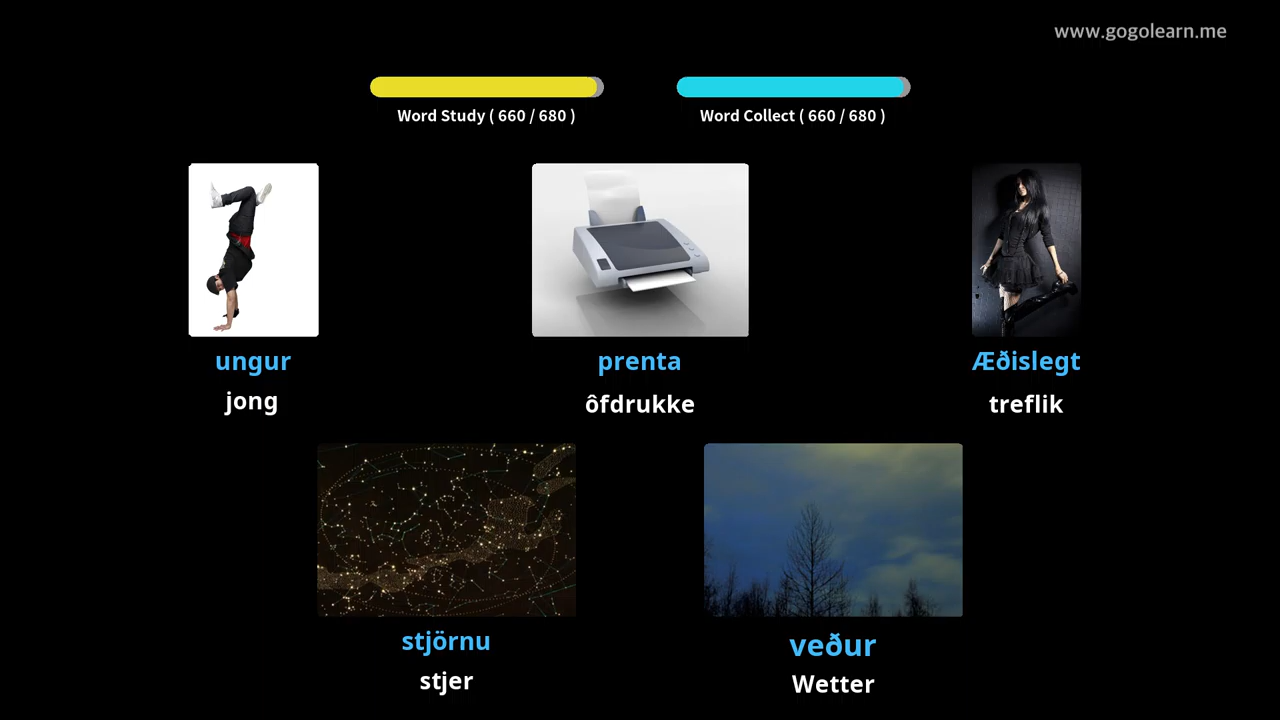 www.gogolearn.me
Word Study ( 660 / 680 )
Word Collect ( 660 / 680 )
ungur
jong
prenta
ôfdrukke
Æðislegt
treflik
stjörnu
stjer
veður
Wetter